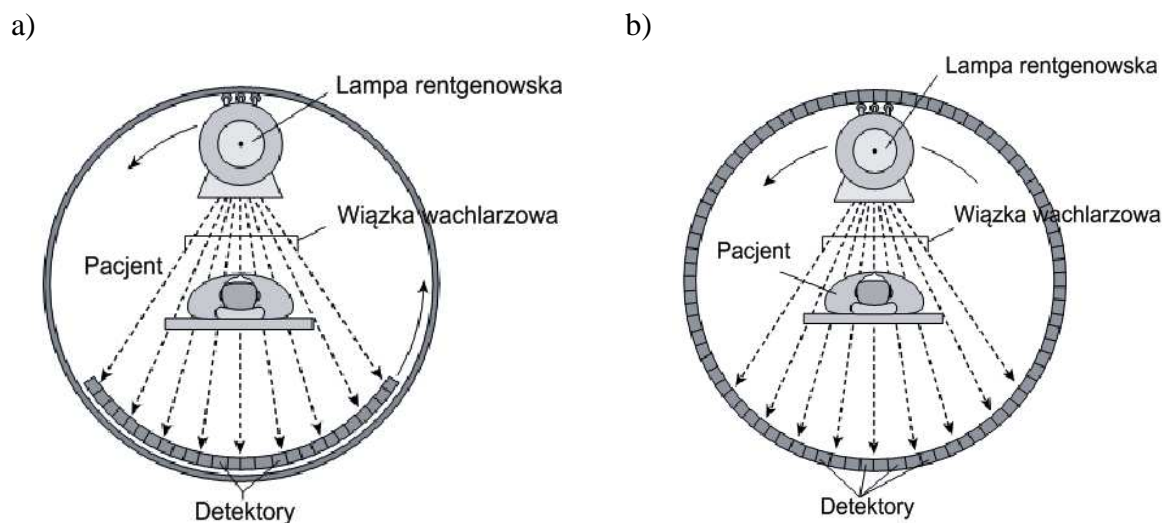 a)
Lampa rentgenowska
Wiązka wachlarzowa
Pacjent
Detektory
b)
Lampa rentgenowska
Wiązka wachlarzowa
Pacjent
Detektory